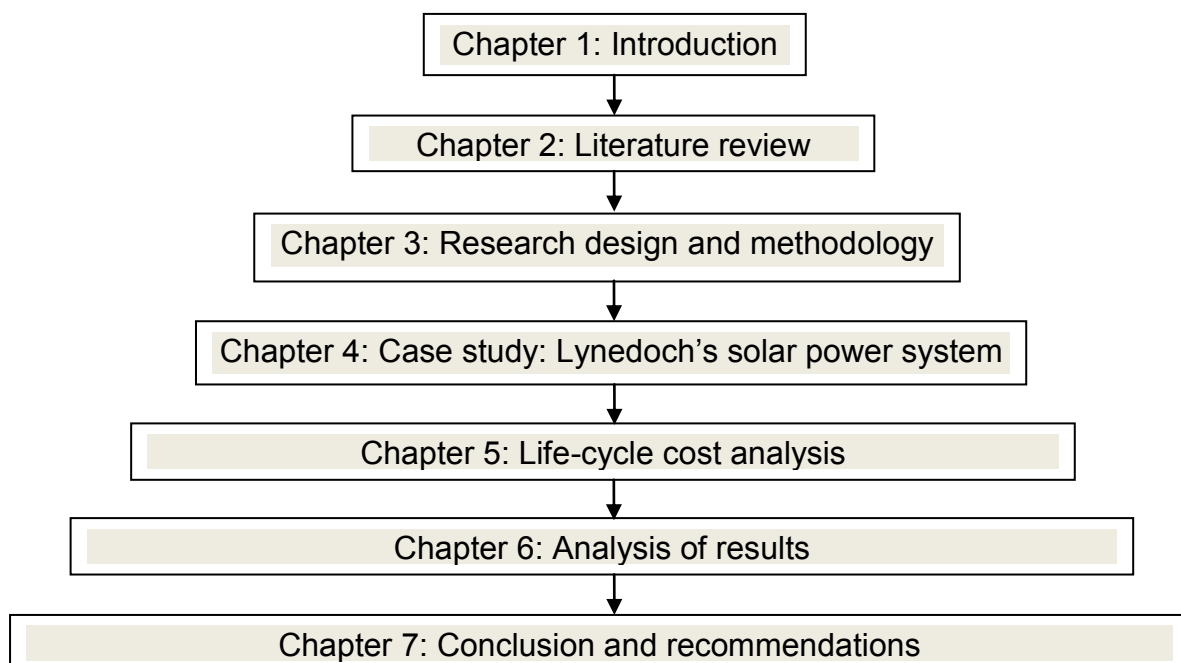 Chapter 1: Introduction
Chapter 2: Literature review
Chapter 3: Research design and methodology
Chapter 4: Case study: Lynedoch’s solar power system
Chapter 5: Life-cycle cost analysis
Chapter 6: Analysis of results
Chapter 7: Conclusion and recommendations